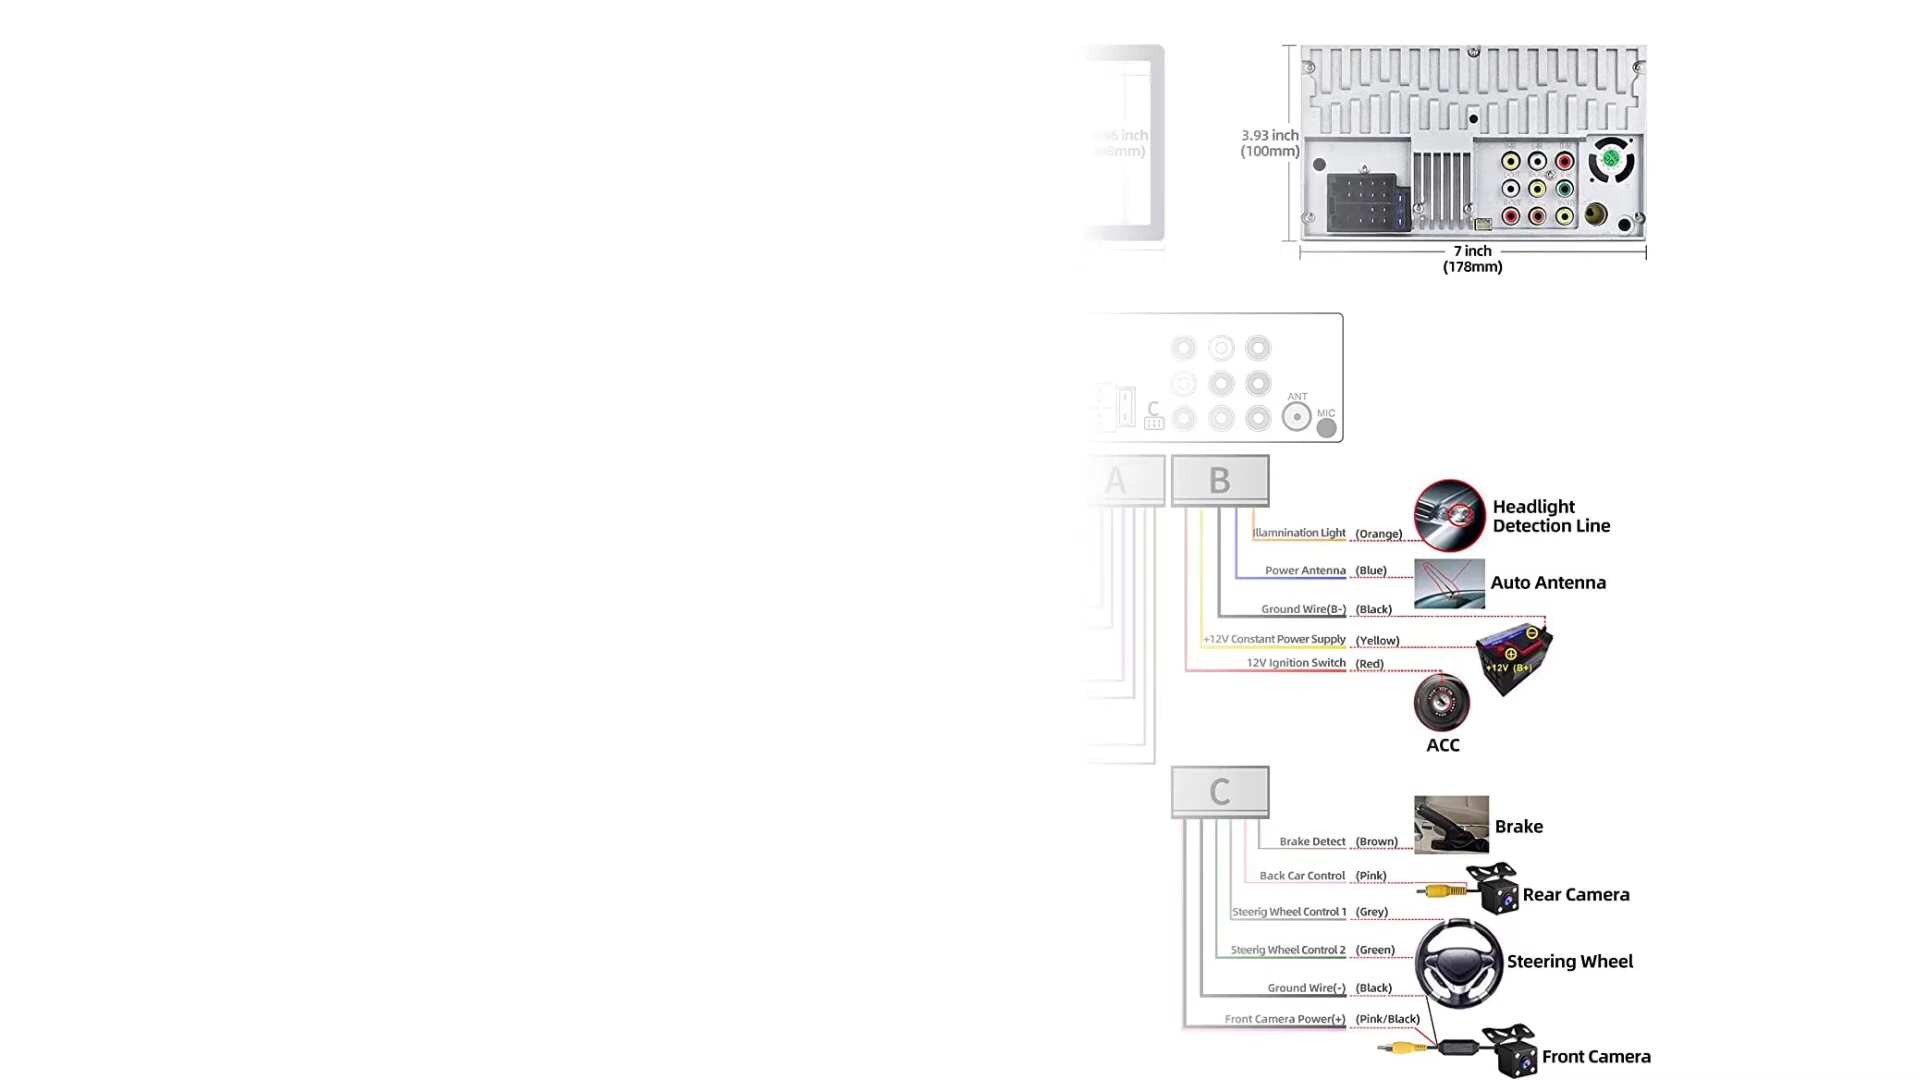 inch
mm)
3.93 inch
(100mm)
7 inch
(178mm)
C
ANT
MIC
A
B
Illamnination Light (Orange)
Headlight
Detection Line
Power Antenna (Blue)
Auto Antenna
Ground Wire(B-) (Black)
+12V Constant Power Supply (Yellow)
+12V (B+)
12V Ignition Switch (Red)
ACC
C
Brake Detect (Brown)
Brake
Back Car Control (Pink)
Rear Camera
Steerig Wheel Control 1 (Grey)
Steerig Wheel Control 2 (Green)
Steering Wheel
Ground Wire(-) (Black)
Front Camera Power(+) (Pink/Black)
Front Camera